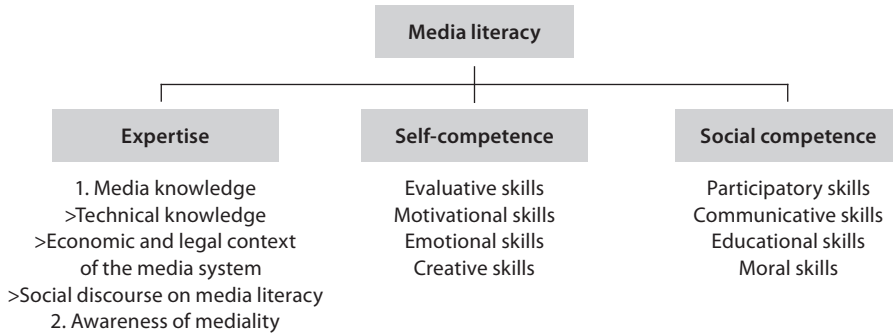 Media literacy
Expertise
1. Media knowledge
>Technical knowledge
>Economic and legal context
of the media system
>Social discourse on media literacy
2. Awareness of mediality
Self-competence
Evaluative skills
Motivational skills
Emotional skills
Creative skills
Social competence
Participatory skills
Communicative skills
Educational skills
Moral skills